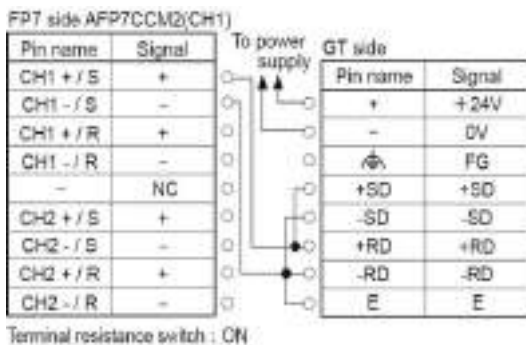 FP7 side AFP7CCM2(CH1)
Pin name Signal
CH1 + / S +
CH1 - / S -
CH1 + / R +
CH1 - / R -
- NC
CH2 + / S +
CH2 - / S -
CH2 + / R +
CH2 - / R -
Terminal resistance switch : ON
To power
supply
GT side
Pin name Signal
+ +24V
- 0V
FG
+SD +SD
-SD -SD
+RD +RD
-RD -RD
E E